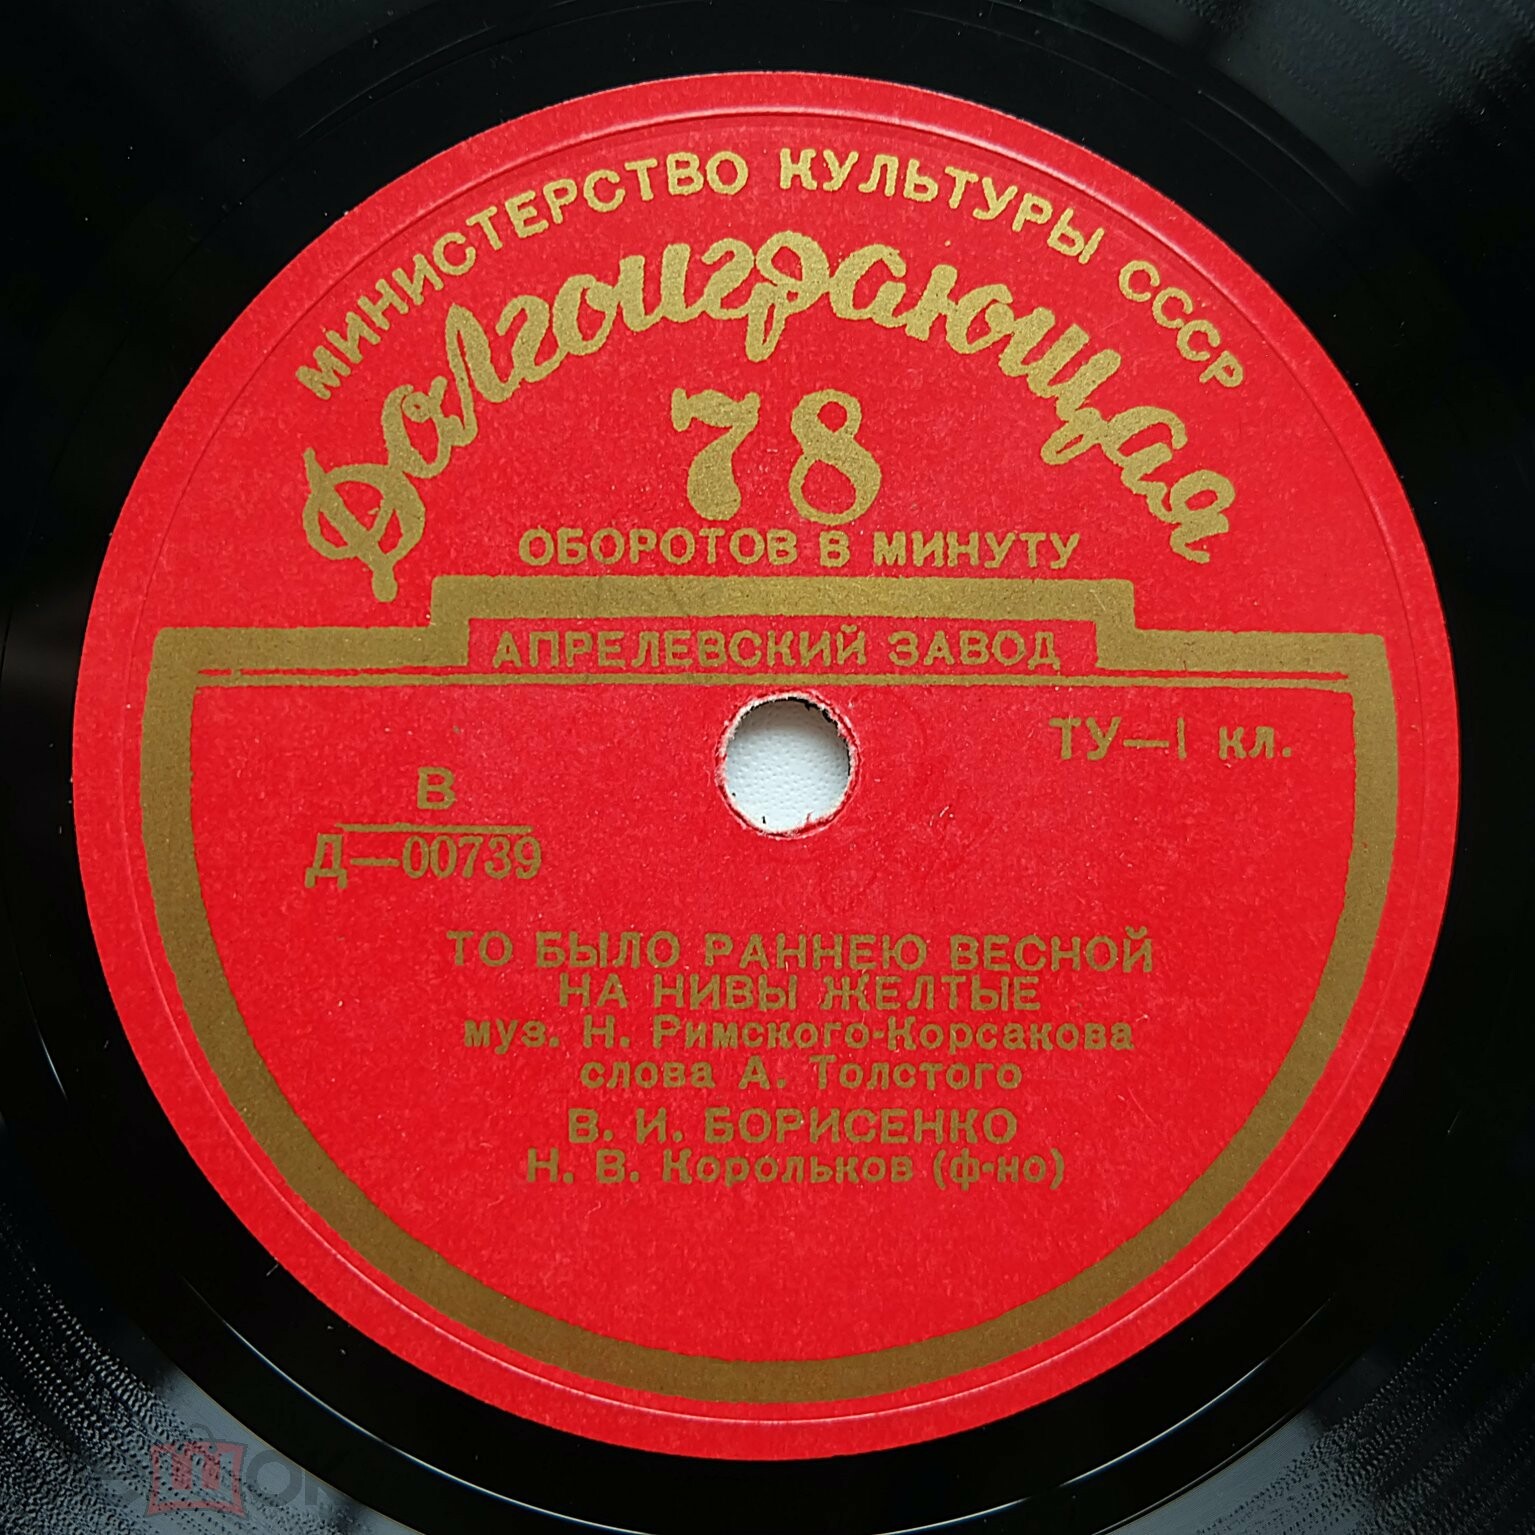 МИНИСТЕРСТВО КУЛЬТУРЫ СССР
Долгоиграющая
78
ОБОРОТОВ В МИНУТУ
АПРЕЛЕВСКИЙ ЗАВОД
ТУ—1 кл.
В
Д—00739
ТО БЫЛО РАННЕЮ ВЕСНОЙ
НА НИВЫ ЖЕЛТЫЕ
муз. Н. Римского-Корсакова
слова А. Толстого
В. И. БОРИСЕНКО
Н. В. Корольков (ф-но)